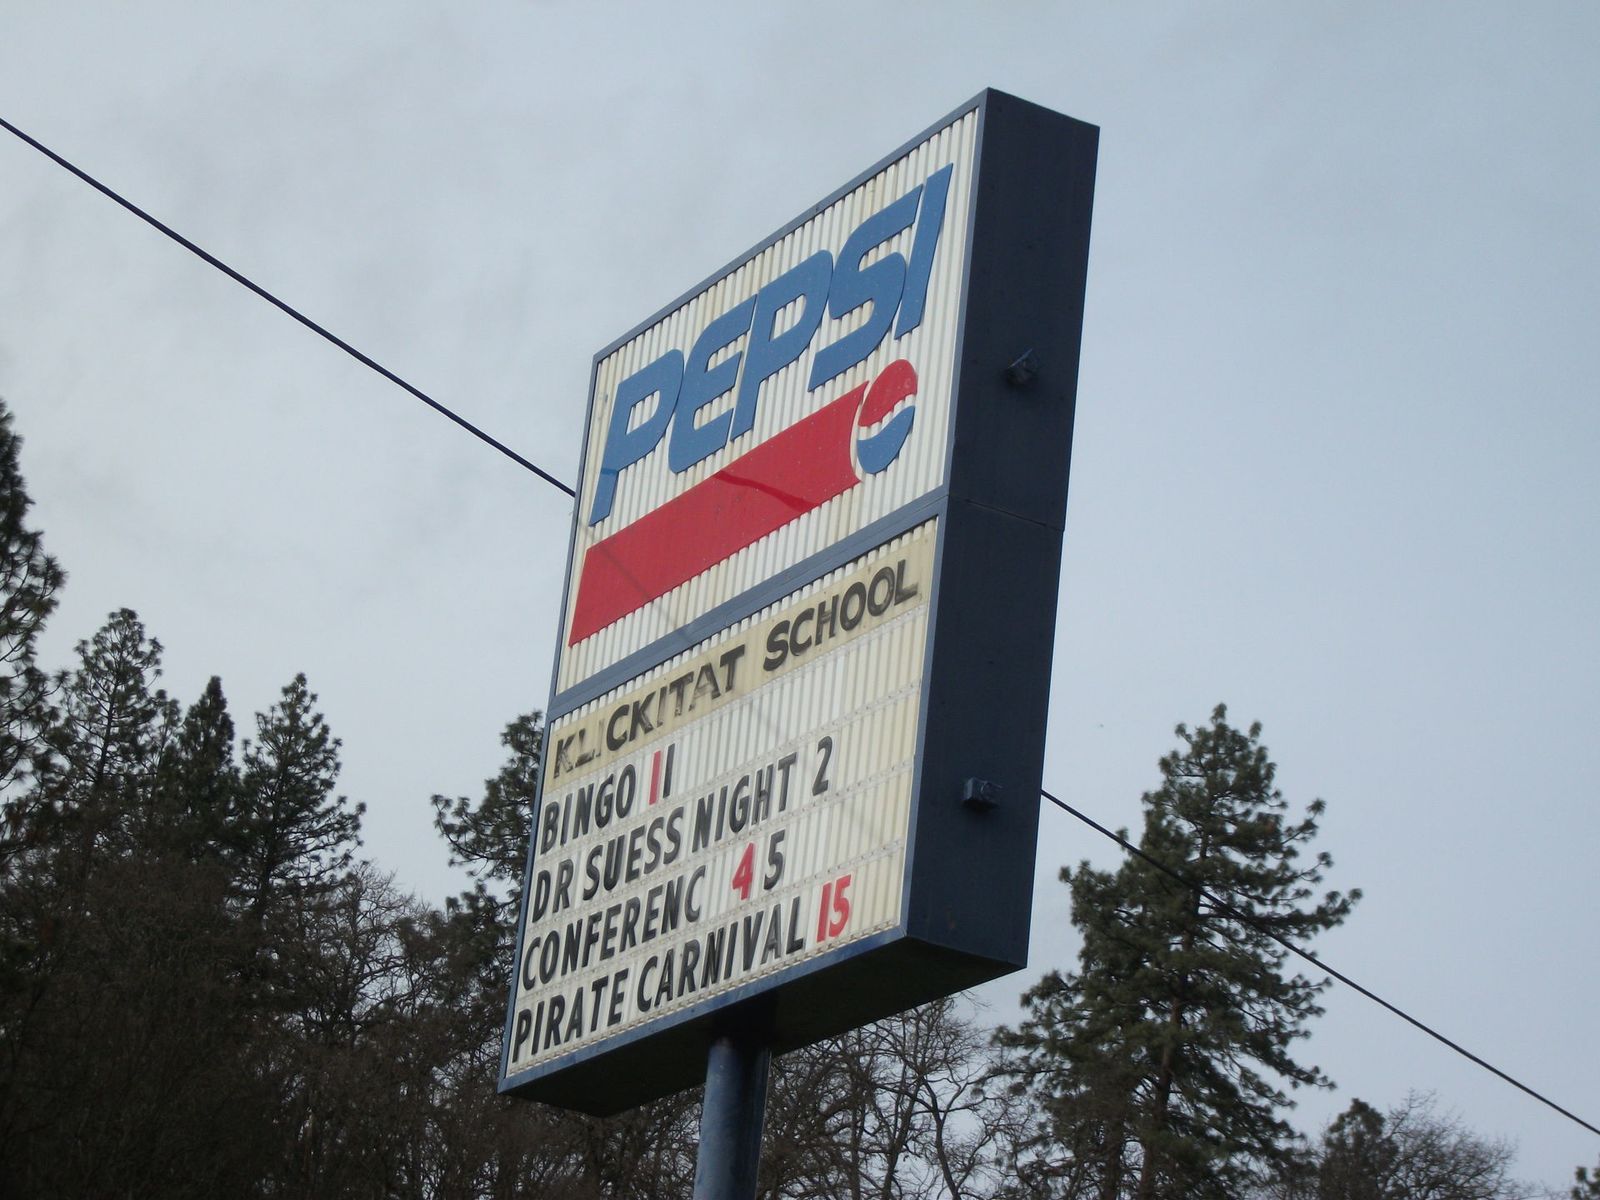 PEPSI
KLICKITAT SCHOOL
BINGO 11
DR SUESS NIGHT 2
CONFERENC 4 5
PIRATE CARNIVAL 15